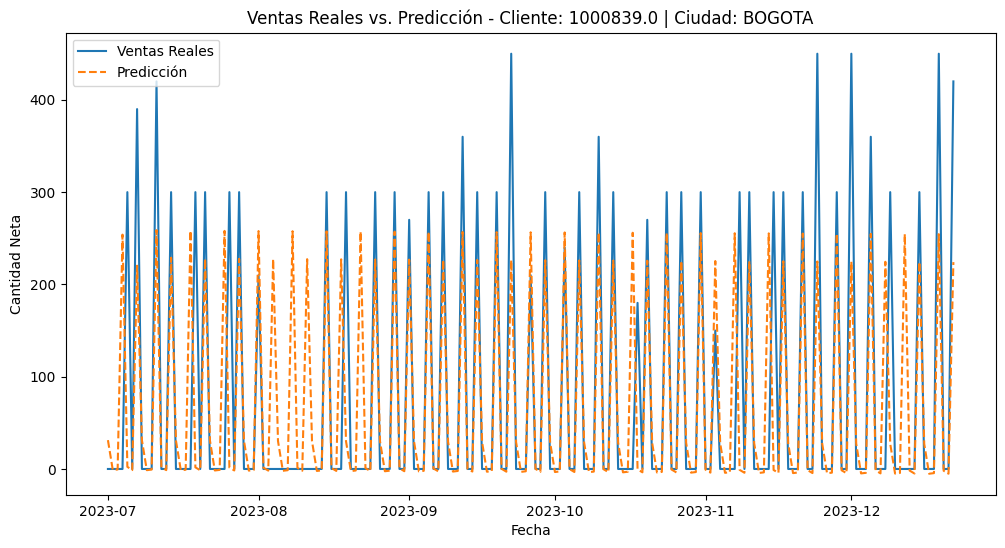 Ventas Reales vs. Predicción - Cliente: 1000839.0 | Ciudad: BOGOTA
Ventas Reales
Predicción
Cantidad Neta
400
300
200
100
0
2023-07
2023-08
2023-09
2023-10
2023-11
2023-12
Fecha